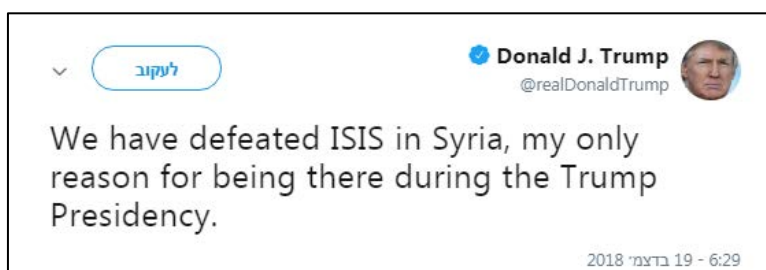 Donald J. Trump
@realDonaldTrump
לעקוב
We have defeated ISIS in Syria, my only
reason for being there during the Trump
Presidency.
6:29 - 19 בדצמ׳ 2018